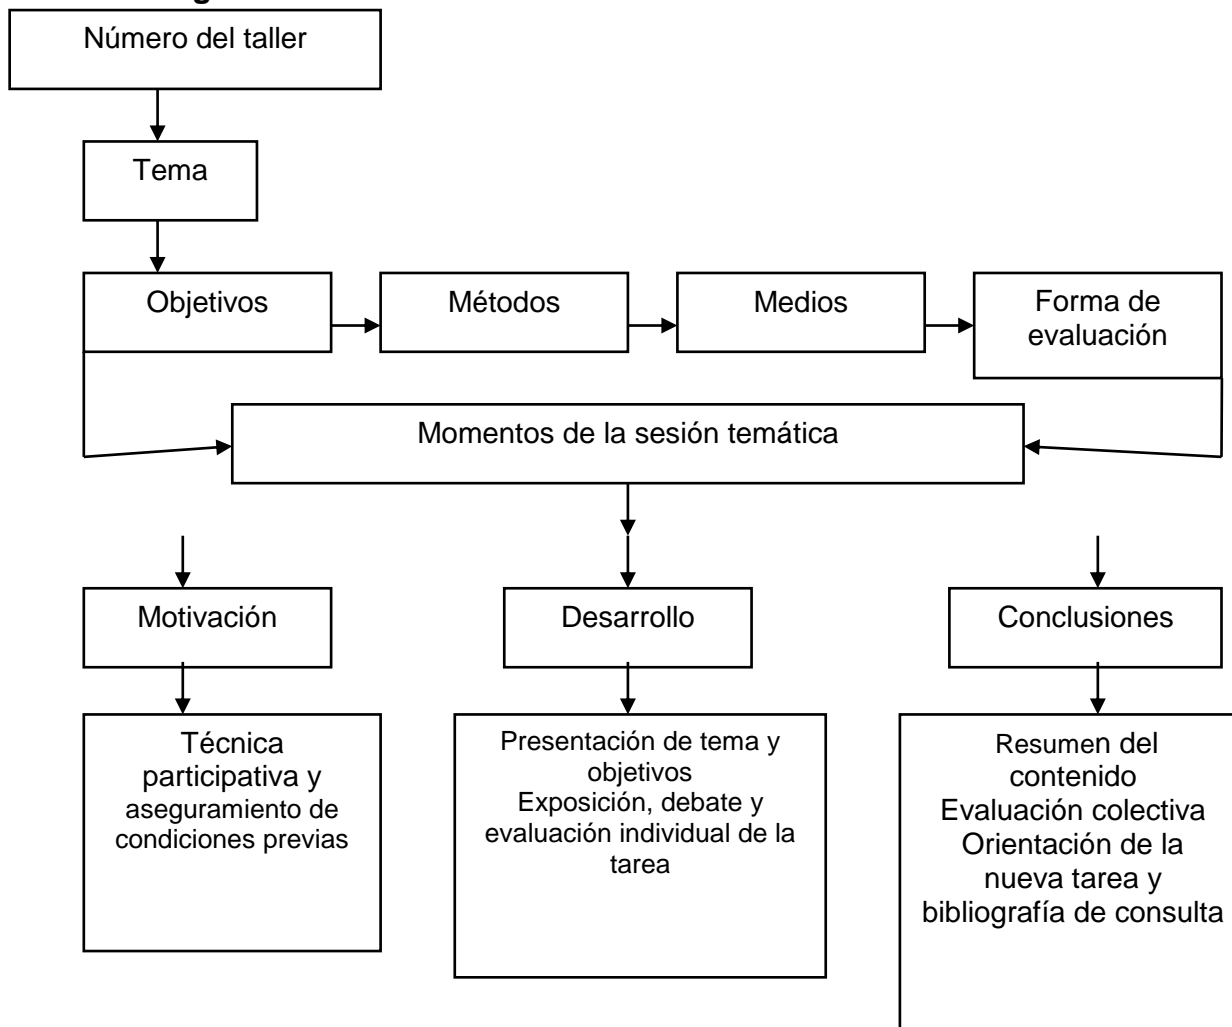 Número del taller
Tema
Objetivos
Métodos
Medios
Forma de
evaluación
Momentos de la sesión temática
Motivación
Desarrollo
Conclusiones
Técnica
participativa y
aseguramiento de
condiciones previas
Presentación de tema y
objetivos
Exposición, debate y
evaluación individual de la
tarea
Resumen del
contenido
Evaluación colectiva
Orientación de la
nueva tarea y
bibliografía de consulta